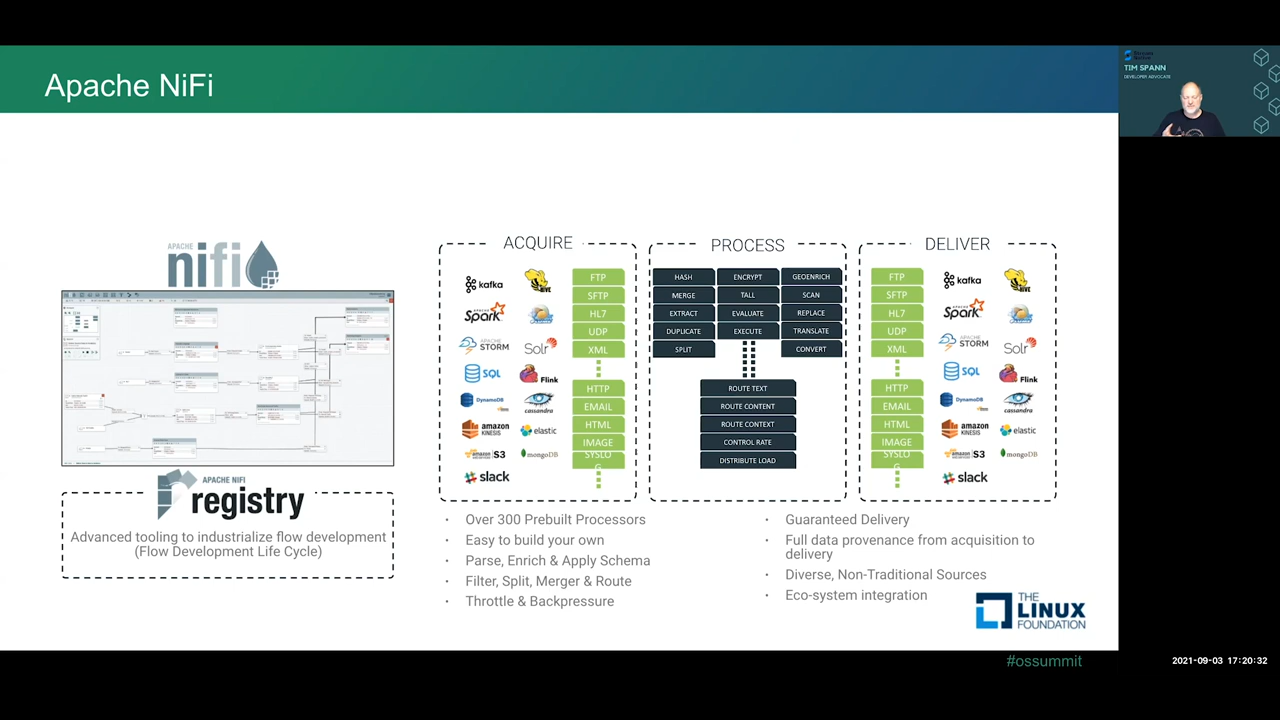 Apache NiFi
TIM SPANN
DEVELOPER ADVOCATE
APACHE
nifi
APACHE NIFI
registry
Advanced tooling to industrialize flow development
(Flow Development Life Cycle)
ACQUIRE
kafka
HIVE
Spark
APACHE
STORM
Solr
SQL
Flink
DynamoDB
cassandra
amazon
KINESIS
elastic
S3
mongoDB
slack
FTP
SFTP
HL7
UDP
XML
HTTP
EMAIL
HTML
IMAGE
SYSLO
G
PROCESS
HASH
ENCRYPT
GEOENRICH
MERGE
TALL
SCAN
EXTRACT
EVALUATE
REPLACE
DUPLICATE
EXECUTE
TRANSLATE
SPLIT
CONVERT
ROUTE TEXT
ROUTE CONTENT
ROUTE CONTEXT
CONTROL RATE
DISTRIBUTE LOAD
DELIVER
FTP
SFTP
HL7
UDP
XML
HTTP
EMAIL
HTML
IMAGE
SYSLO
G
kafka
HIVE
Spark
APACHE
STORM
Solr
SQL
Flink
DynamoDB
cassandra
amazon
KINESIS
elastic
S3
mongoDB
slack
· Over 300 Prebuilt Processors
· Easy to build your own
· Parse, Enrich & Apply Schema
· Filter, Split, Merger & Route
· Throttle & Backpressure
· Guaranteed Delivery
· Full data provenance from acquisition to
delivery
· Diverse, Non-Traditional Sources
· Eco-system integration
THE
LINUX
FOUNDATION
#ossummit
2021-09-03 17:20:32